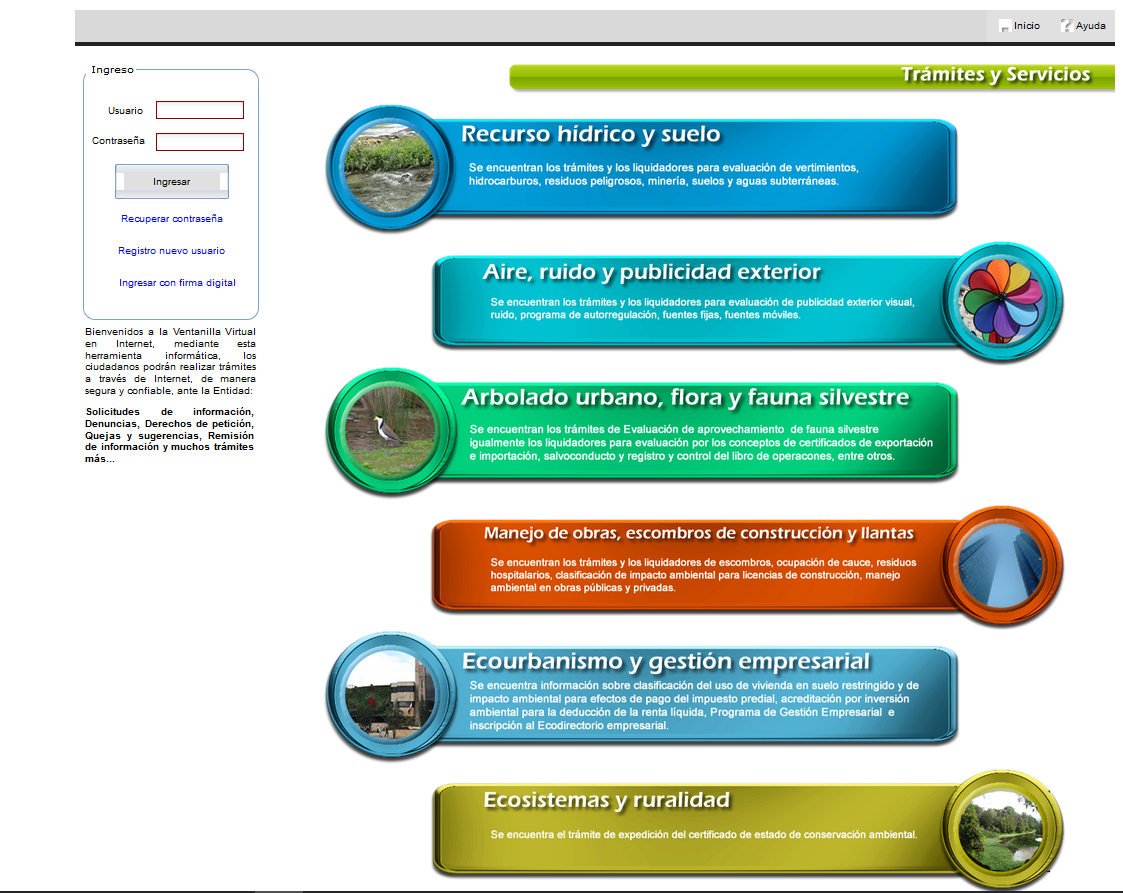 Inicio
Ayuda
Ingreso
Usuario
Contraseña
Ingresar
Recuperar contraseña
Registro nuevo usuario
Ingresar con firma digital
Bienvenidos a la Ventanilla Virtual
en Internet, mediante esta
herramienta informática, los
ciudadanos podrán realizar trámites
a través de Internet, de manera
segura y confiable, ante la Entidad:
Solicitudes de información,
Denuncias, Derechos de petición,
Quejas y sugerencias, Remisión
de información y muchos trámites
más...
Trámites y Servicios
Recurso hídrico y suelo
Se encuentran los trámites y los liquidadores para evaluación de vertimientos,
hidrocarburos, residuos peligrosos, minería, suelos y aguas subterráneas.
Aire, ruido y publicidad exterior
Se encuentran los trámites y los liquidadores para evaluación de publicidad exterior visual,
ruido, programa de autorregulación, fuentes fijas, fuentes móviles.
Arbolado urbano, flora y fauna silvestre
Se encuentran los trámites de Evaluación de aprovechamiento de fauna silvestre
igualmente los liquidadores para evaluación por los conceptos de certificados de exportación
e importación, salvoconducto y registro y control del libro de operacones, entre otros.
Manejo de obras, escombros de construcción y llantas
Se encuentran los trámites y los liquidadores de escombros, ocupación de cauce, residuos
hospitalarios, clasificación de impacto ambiental para licencias de construcción, manejo
ambiental en obras públicas y privadas.
Ecourbanismo y gestión empresarial
Se encuentra información sobre clasificación del uso de vivienda en suelo restringido y de
impacto ambiental para efectos de pago del impuesto predial, acreditación por inversión
ambiental para la deducción de la renta líquida, Programa de Gestión Empresarial e
inscripción al Ecodirectorio empresarial.
Ecosistemas y ruralidad
Se encuentra el trámite de expedición del certificado de estado de conservación ambiental.